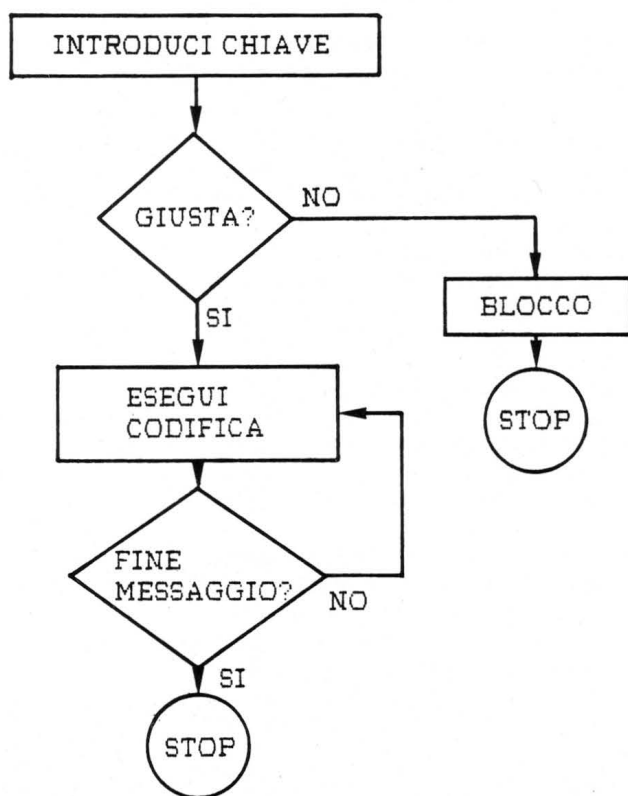 INTRODUCI CHIAVE
GIUSTA?
NO
SI
BLOCCO
STOP
ESEGUI
CODIFICA
FINE
MESSAGGIO?
NO
SI
STOP